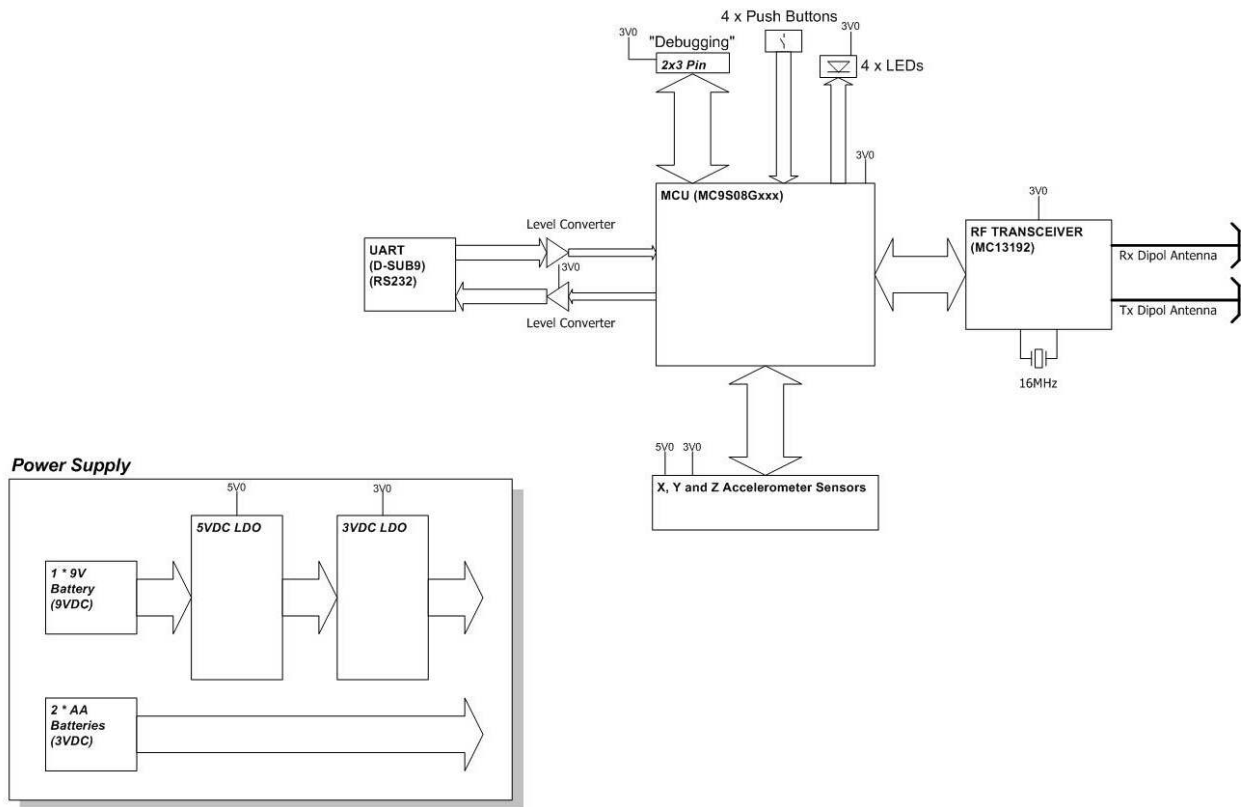 4 x Push Buttons
3V0
3V0
"Debugging"
2x3 Pin
4 x LEDs
3V0
MCU (MC9S08Gxxx)
3V0
Level Converter
RF TRANSCEIVER
(MC13192)
UART
(D-SUB9)
(RS232)
Rx Dipol Antenna
3V0
Tx Dipol Antenna
Level Converter
16MHz
5V0
3V0
X, Y and Z Accelerometer Sensors
Power Supply
5V0
3V0
5VDC LDO
3VDC LDO
1 * 9V
Battery
(9VDC)
2 * AA
Batteries
(3VDC)